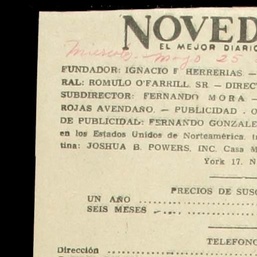 NOVED
EL MEJOR DIARIO
Miercoles mayo 25
FUNDADOR: IGNACIO F HERRERIAS —
RAL: ROMULO O'FARRILL, SR — DIRECT
SUBDIRECTOR: FERNANDO MORA —
ROJAS AVENDAÑO. — PUBLICIDAD . O
DE PUBLICIDAD: FERNANDO GONZALE
en los Estados Unidos de Norteamérica,
tina: JOSHUA B. POWERS, INC. Casa M
York 17. N
PRECIOS DE SUSC
UN AÑO
SEIS MESES
TELEFONO
Dirección